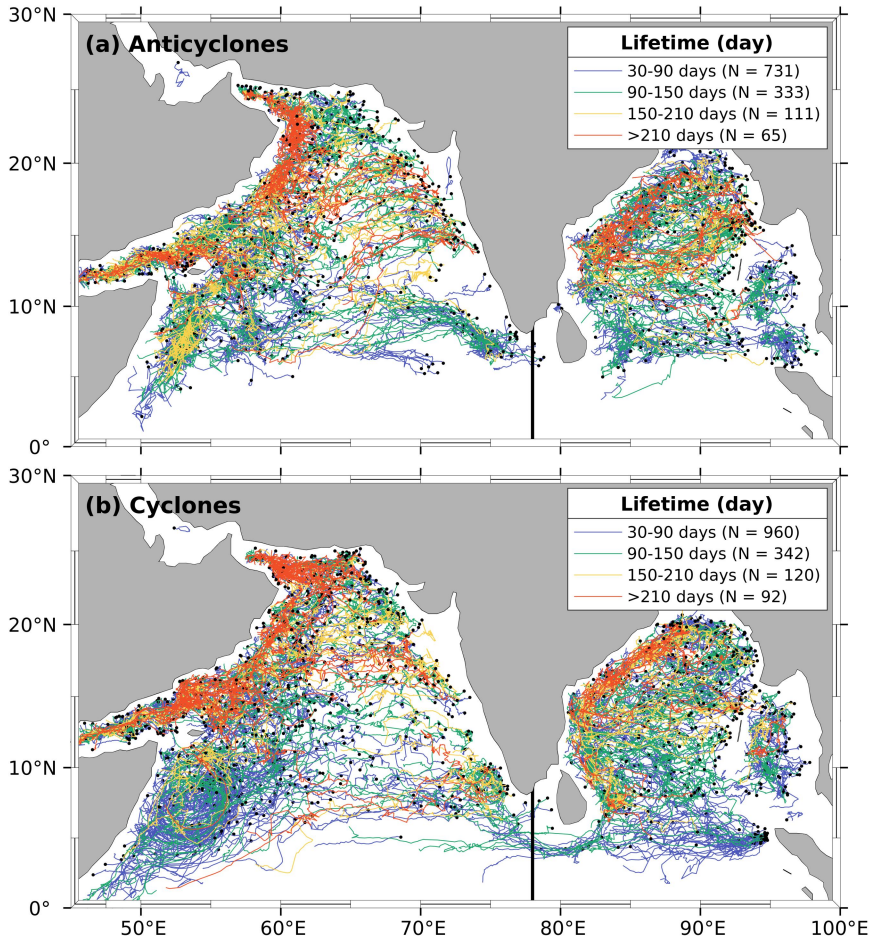 30°N
(a) Anticyclones
Lifetime (day)
30-90 days (N = 731)
90-150 days (N = 333)
150-210 days (N = 111)
>210 days (N = 65)
20°N
10°N
0°
30°N
(b) Cyclones
Lifetime (day)
30-90 days (N = 960)
90-150 days (N = 342)
150-210 days (N = 120)
>210 days (N = 92)
20°N
10°N
0°
50°E 60°E 70°E 80°E 90°E 100°E